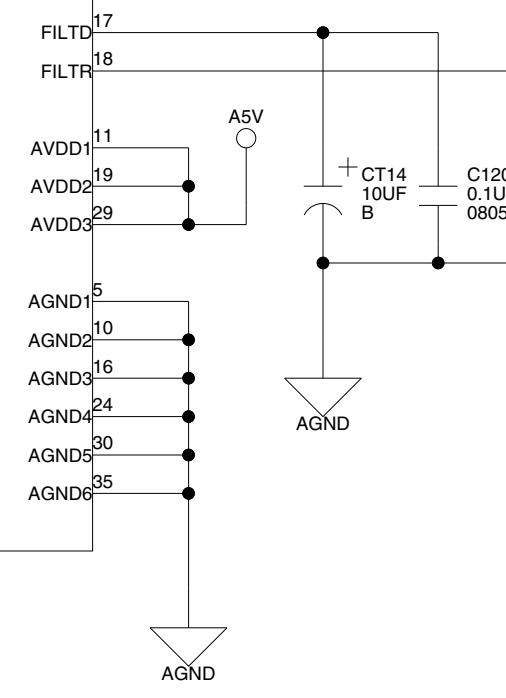 FILTD 17
FILTR 18
AVDD1 11
AVDD2 19
AVDD3 29
A5V
CT14
10UF
B
C120
0.1U
0805
AGND1 5
AGND2 10
AGND3 16
AGND4 24
AGND5 30
AGND6 35
AGND
AGND